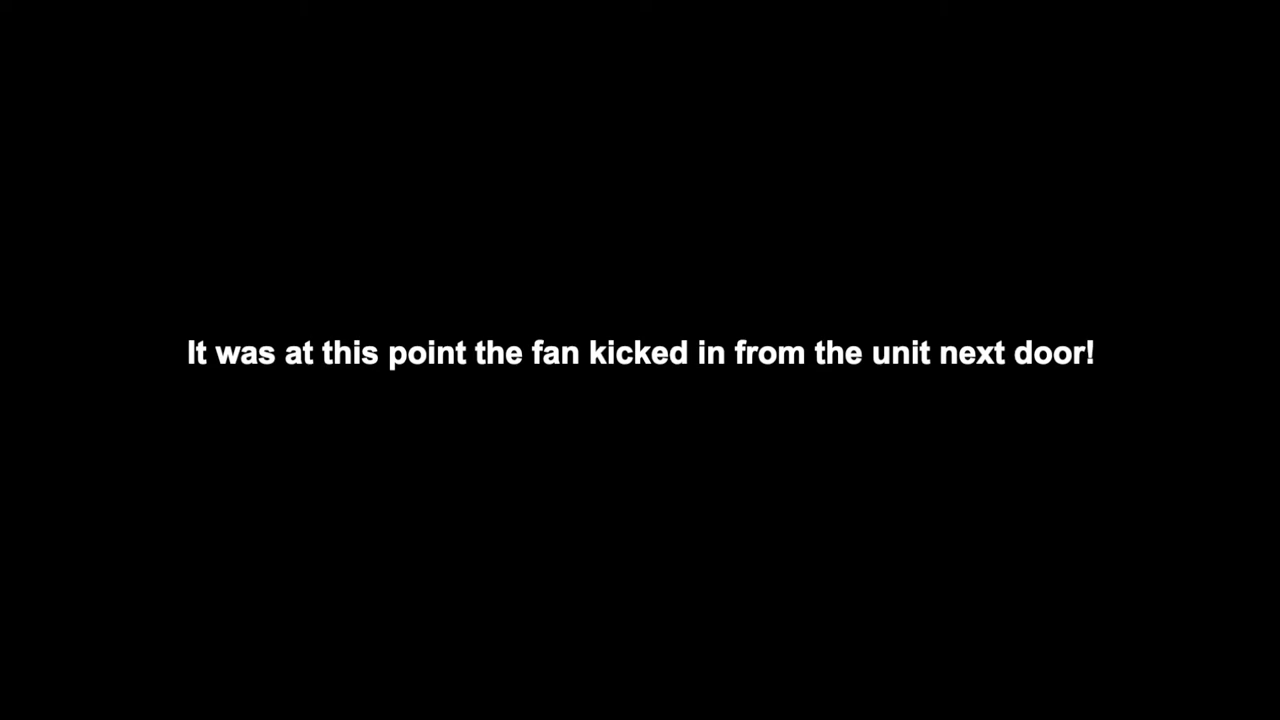 It was at this point the fan kicked in from the unit next door!